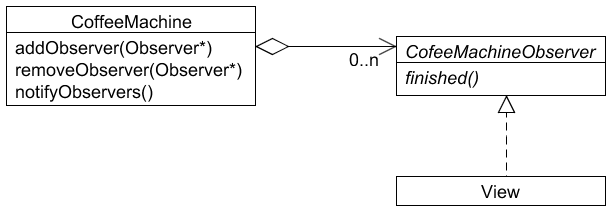 CoffeeMachine
addObserver(Observer*)
removeObserver(Observer*)
notifyObservers()
0..n
CofeeMachineObserver
finished()
View